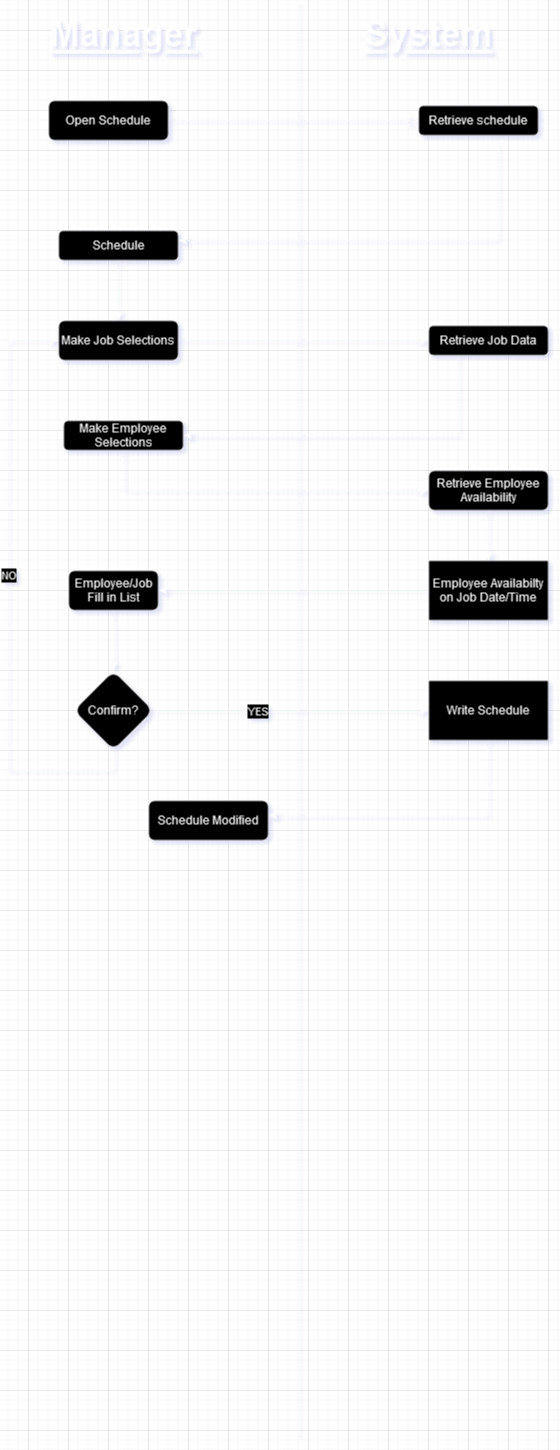 Manager
System
Open Schedule
Retrieve schedule
Schedule
Make Job Selections
Retrieve Job Data
Make Employee
Selections
Retrieve Employee
Availability
NO
Employee/Job
Fill in List
Employee Availabilty
on Job Date/Time
Confirm?
YES
Write Schedule
Schedule Modified